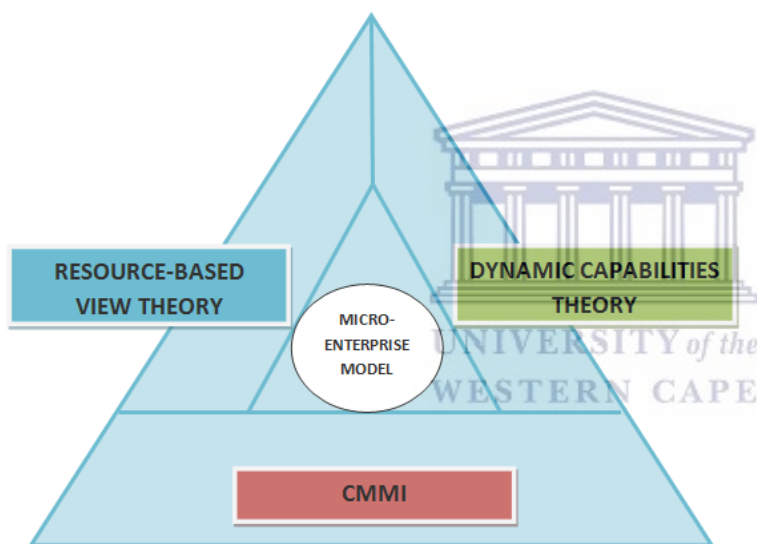 RESOURCE-BASED
VIEW THEORY
DYNAMIC CAPABILITIES
THEORY
MICRO-
ENTERPRISE
MODEL
UNIVERSITY of the
WESTERN CAPE
CMMI